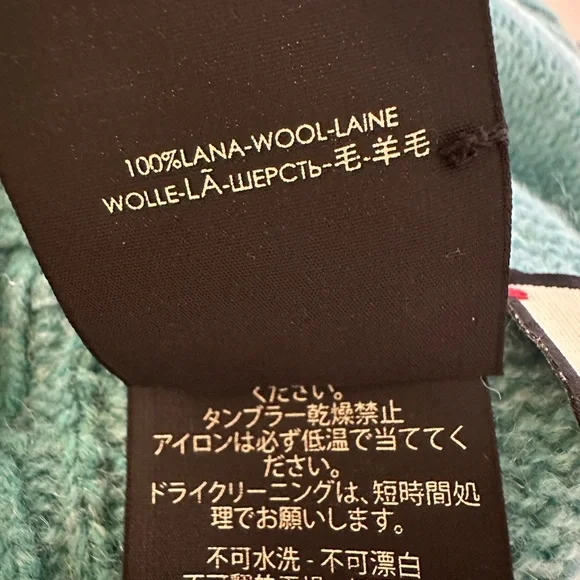 100%LANA-WOOL-LAINE
WOLLE-LÃ-ШЕРСТЬ-毛-羊毛
ください。
タンブラー乾燥禁止
アイロンは必ず低温で当ててく
ださい。
ドライクリーニングは、短時間処
理でお願いします。
不可水洗 - 不可漂白